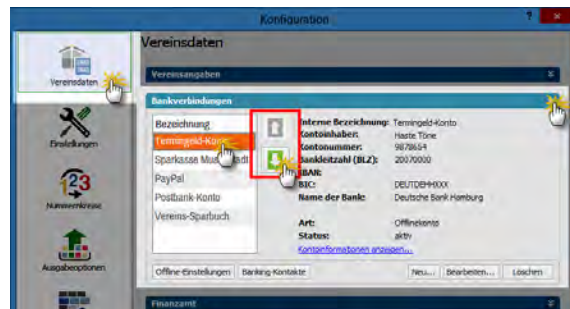 Konfiguration
?
Vereinsdaten
Vereinsdaten
Einstellungen
123
Nummernkreise
Ausgabeoptionen
Vereinsangaben
Bankverbindungen
Bezeichnung
Termingeld-Konto
Sparkasse
PayPal
Postbank-Konto
Vereins-Sparbuch
Interne Bezeichnung: Termingeld-Konto
Kontoinhaber: Haste Töne
Kontonummer: 9878654
Bankleitzahl (BLZ): 20070000
IBAN:
BIC: DEUTDEHHXXX
Name der Bank: Deutsche Bank Hamburg
Art: Offlinekonto
Status: aktiv
Kontoinformationen anzeigen...
Offline-Einstellungen Banking-Kontakte Neu... Bearbeiten... Löschen
Finanzamt